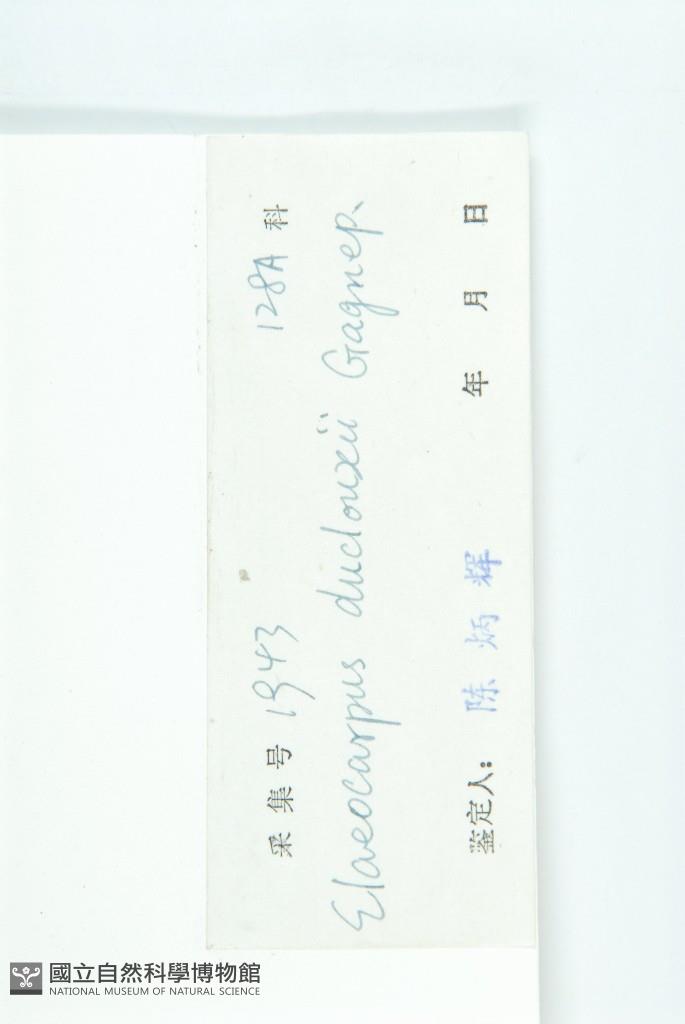 采集号 1943 128A 科
Elaeocarpus duclouxii Gagnep.
鉴定人: 陈炳辉 年 月 日
國立自然科學博物館
NATIONAL MUSEUM OF NATURAL SCIENCE